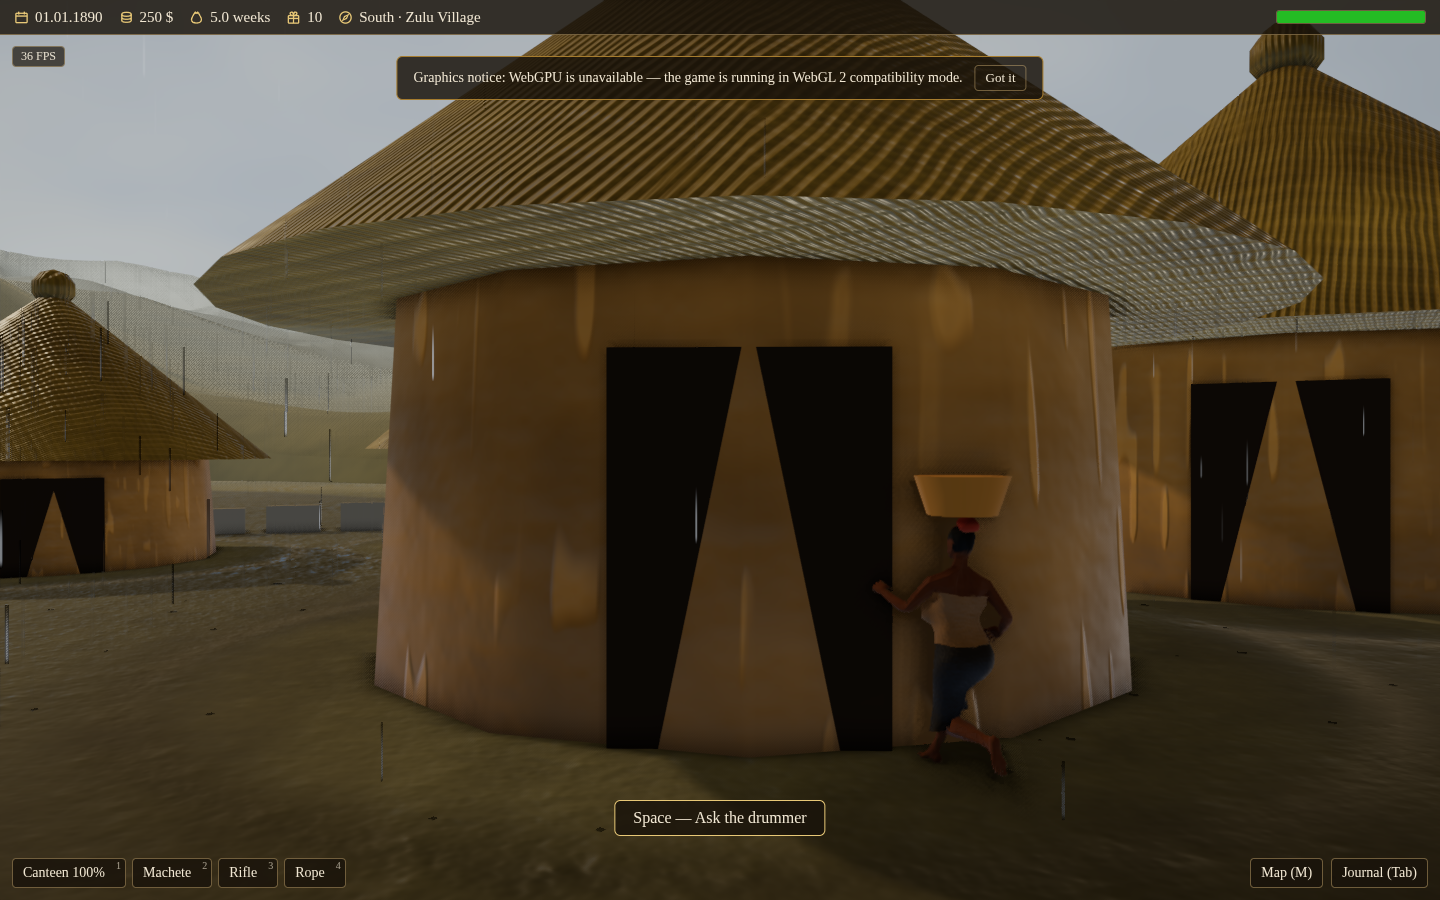 01.01.1890 250 $ 5.0 weeks 10 South · Zulu Village
36 FPS
Graphics notice: WebGPU is unavailable — the game is running in WebGL 2 compatibility mode. Got it
Space — Ask the drummer
Canteen 100% 1 Machete 2 Rifle 3 Rope 4 Map (M) Journal (Tab)